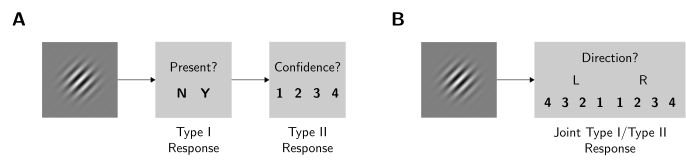 A
Present?
N Y
Type I
Response
Confidence?
1 2 3 4
Type II
Response
B
Direction?
L R
4 3 2 1 1 2 3 4
Joint Type I/Type II
Response